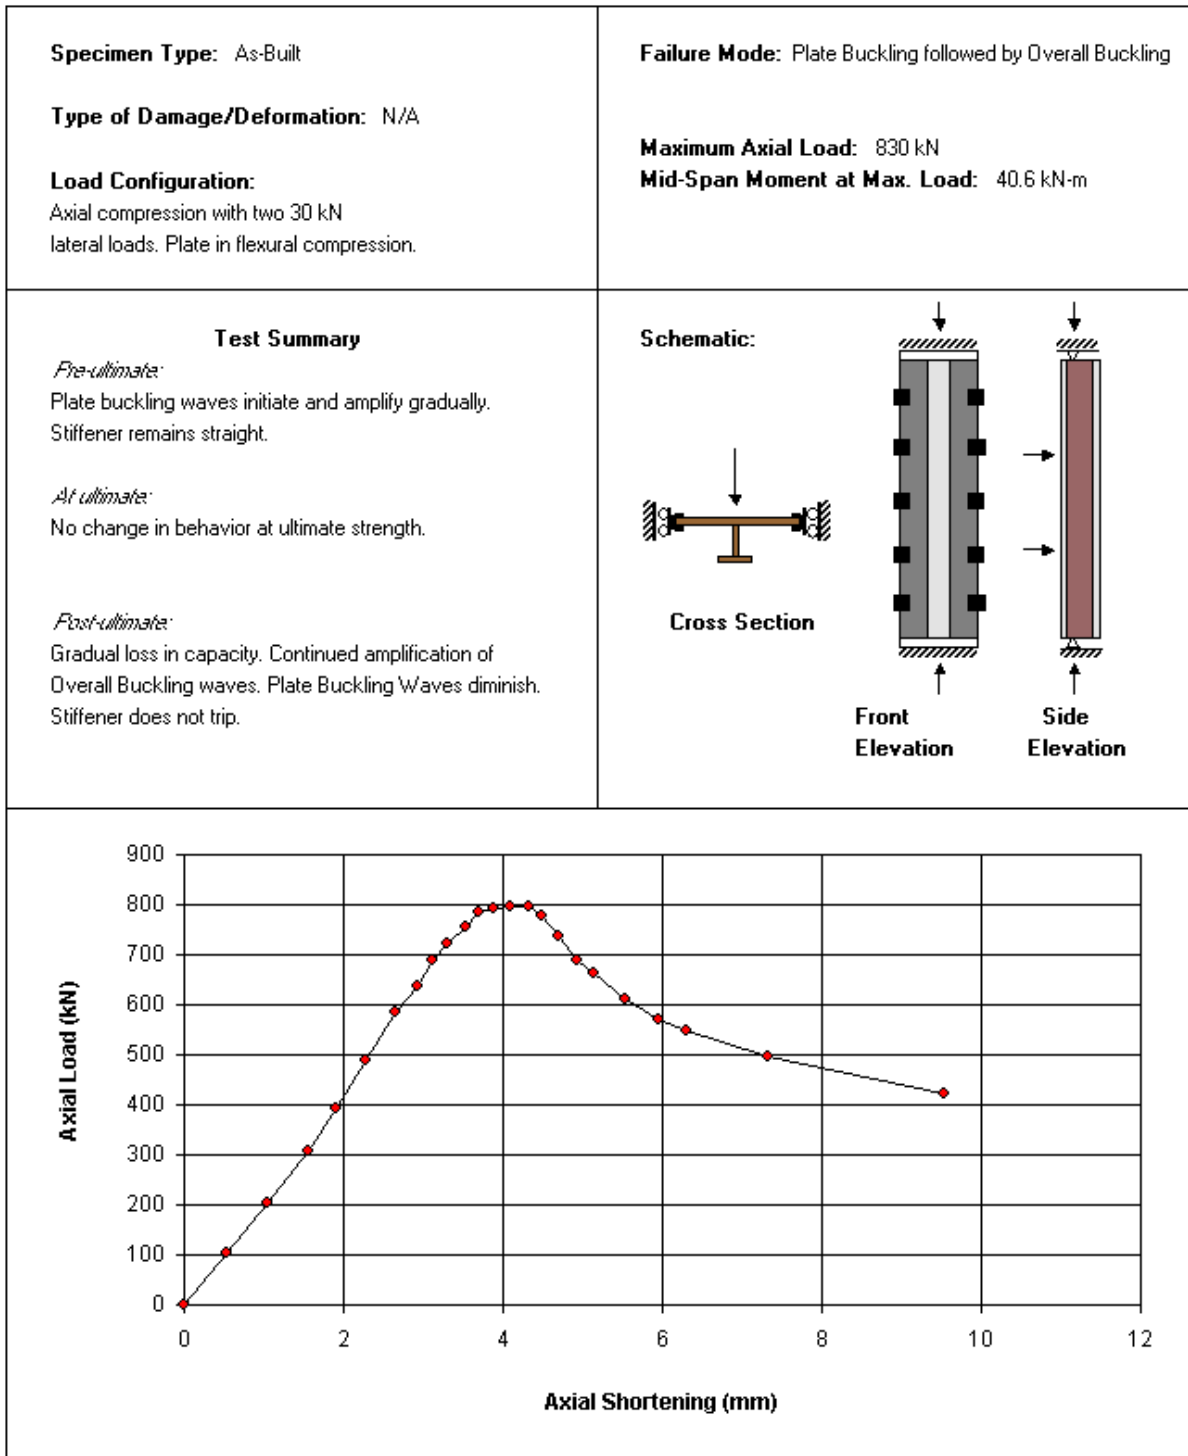 Specimen Type: As-Built
Type of Damage/Deformation: N/A
Load Configuration:
Axial compression with two 30 kN
lateral loads. Plate in flexural compression.
Failure Mode: Plate Buckling followed by Overall Buckling
Maximum Axial Load: 830 kN
Mid-Span Moment at Max. Load: 40.6 kN-m
Test Summary
Pre-ultimate:
Plate buckling waves initiate and amplify gradually.
Stiffener remains straight.
At ultimate:
No change in behavior at ultimate strength.
Post-ultimate:
Gradual loss in capacity. Continued amplification of
Overall Buckling waves. Plate Buckling Waves diminish.
Stiffener does not trip.
Schematic:
Cross Section
Front
Elevation
Side
Elevation
900
800
700
600
500
400
300
200
100
0
Axial Load (kN)
0 2 4 6 8 10 12
Axial Shortening (mm)